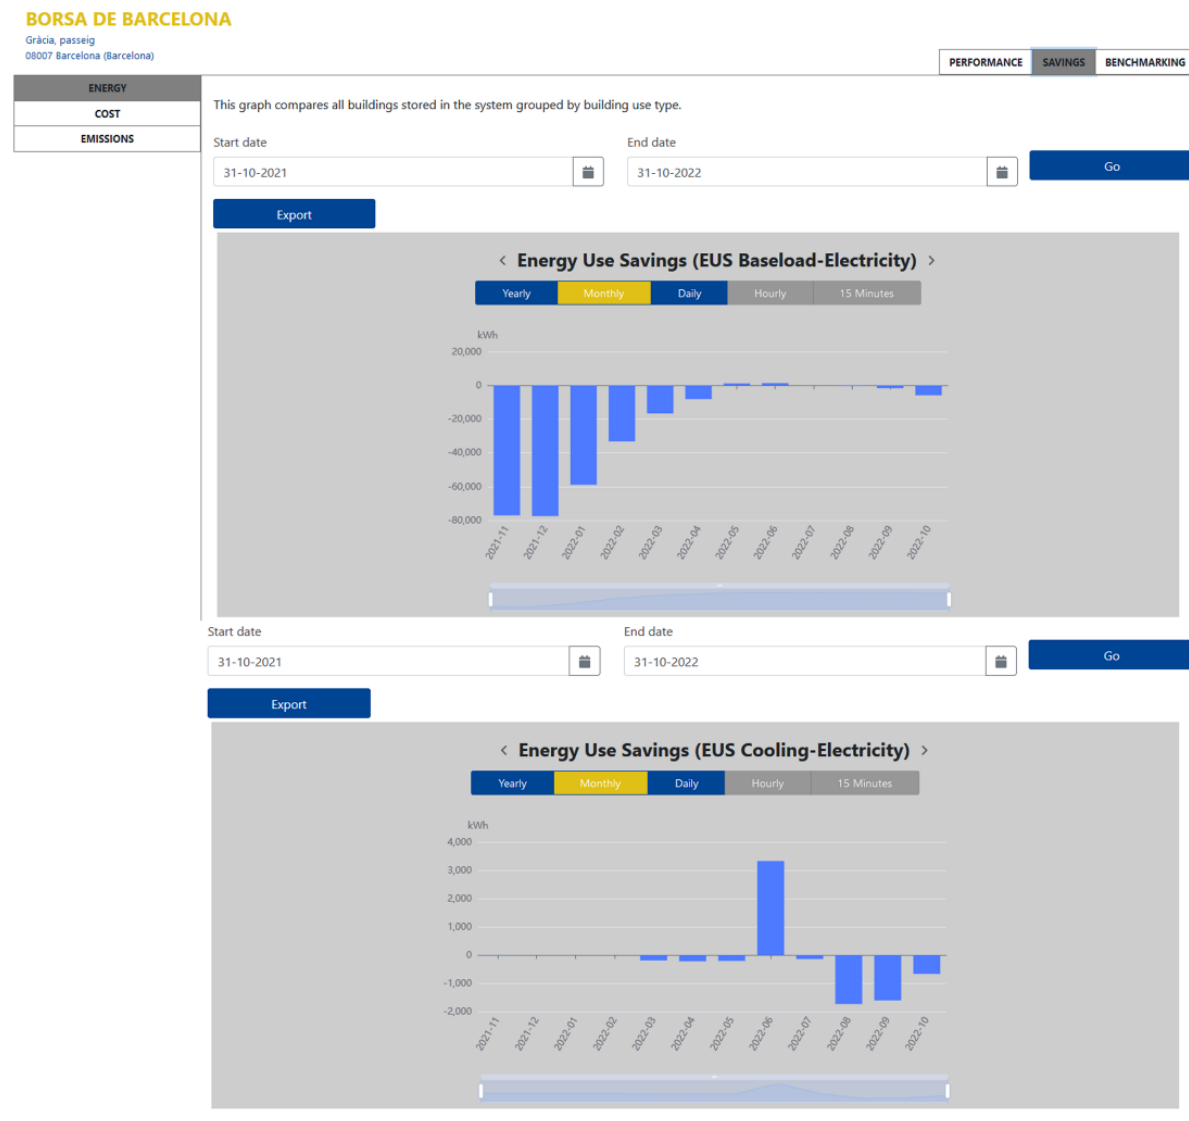 BORSA DE BARCELONA
Gràcia, passeig
08007 Barcelona (Barcelona)
PERFORMANCE SAVINGS BENCHMARKING
ENERGY
COST
EMISSIONS
This graph compares all buildings stored in the system grouped by building use type.
Start date End date
31-10-2021 31-10-2022 Go
Export
< Energy Use Savings (EUS Baseload-Electricity) >
Yearly Monthly Daily Hourly 15 Minutes
kWh
20,000
0
-20,000
-40,000
-60,000
-80,000
2021-11 2021-12 2022-01 2022-02 2022-03 2022-04 2022-05 2022-06 2022-07 2022-08 2022-09 2022-10
Start date End date
31-10-2021 31-10-2022 Go
Export
< Energy Use Savings (EUS Cooling-Electricity) >
Yearly Monthly Daily Hourly 15 Minutes
kWh
4,000
3,000
2,000
1,000
0
-1,000
-2,000
2021-11 2021-12 2022-01 2022-02 2022-03 2022-04 2022-05 2022-06 2022-07 2022-08 2022-09 2022-10